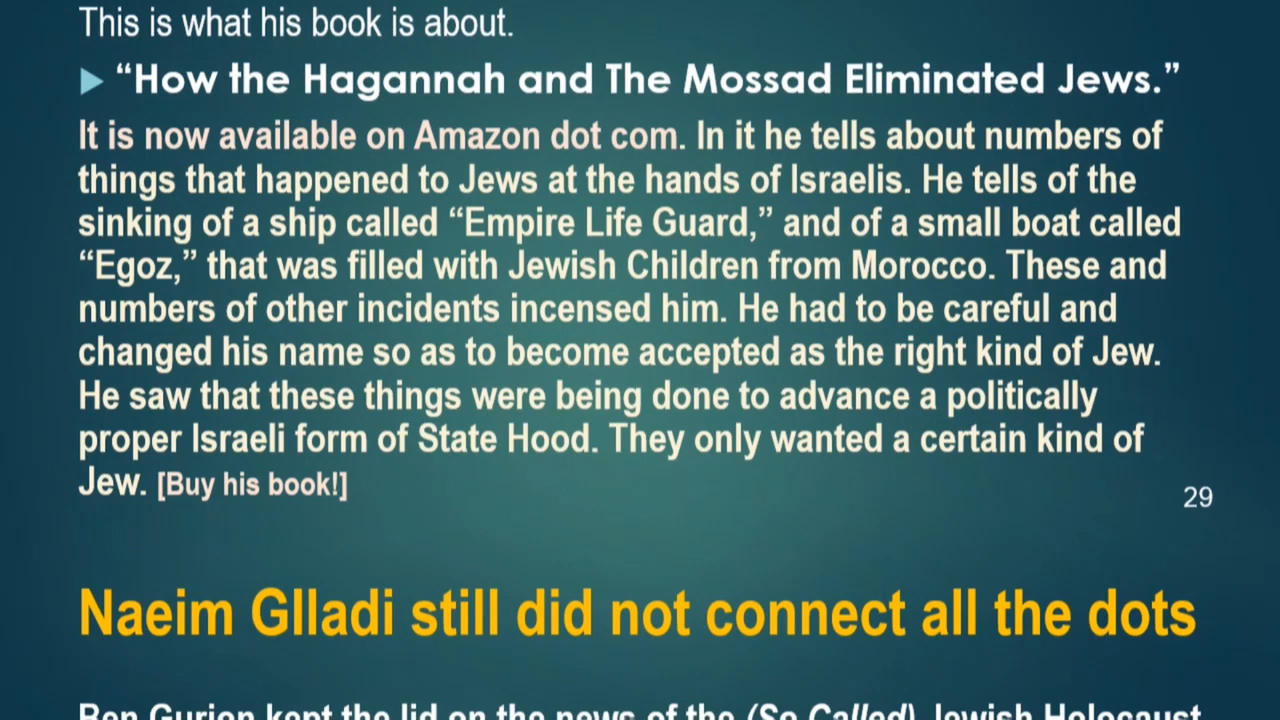 This is what his book is about.
▶ “How the Hagannah and The Mossad Eliminated Jews.”
It is now available on Amazon dot com. In it he tells about numbers of
things that happened to Jews at the hands of Israelis. He tells of the
sinking of a ship called “Empire Life Guard,” and of a small boat called
“Egoz,” that was filled with Jewish Children from Morocco. These and
numbers of other incidents incensed him. He had to be careful and
changed his name so as to become accepted as the right kind of Jew.
He saw that these things were being done to advance a politically
proper Israeli form of State Hood. They only wanted a certain kind of
Jew. [Buy his book!]
29
Naeim Glladi still did not connect all the dots
Ben Gurion kept the lid on the news of the (So Called) Jewish Holocaust